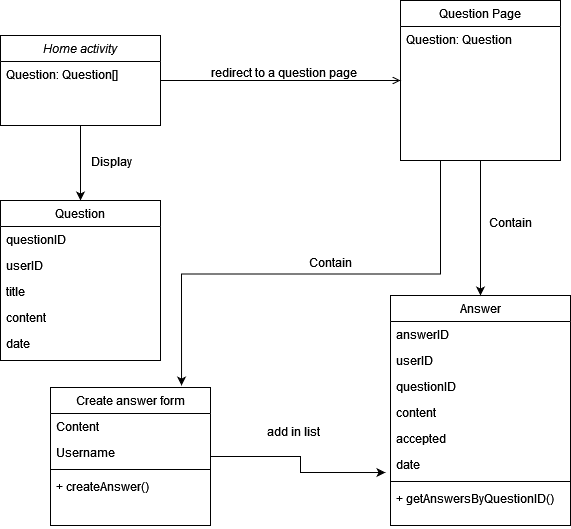 Question Page
Question: Question
Home activity
Question: Question[]
redirect to a question page
Display
Question
questionID
userID
title
content
date
Contain
Contain
Answer
answerID
userID
questionID
content
accepted
date
+ getAnswersByQuestionID()
Create answer form
Content
Username
+ createAnswer()
add in list